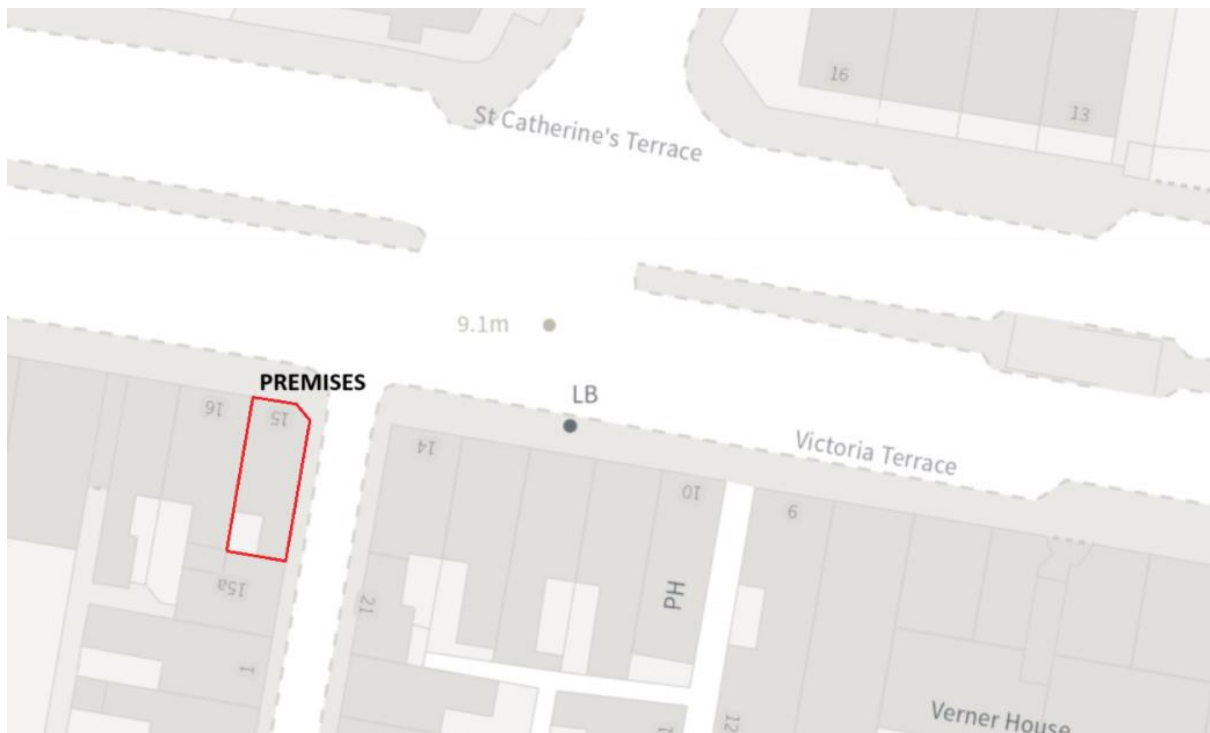 16
13
St Catherine's Terrace
9.1m
PREMISES
LB
16
15
14
Victoria Terrace
10
9
PH
15a
21
1
Verner House
12